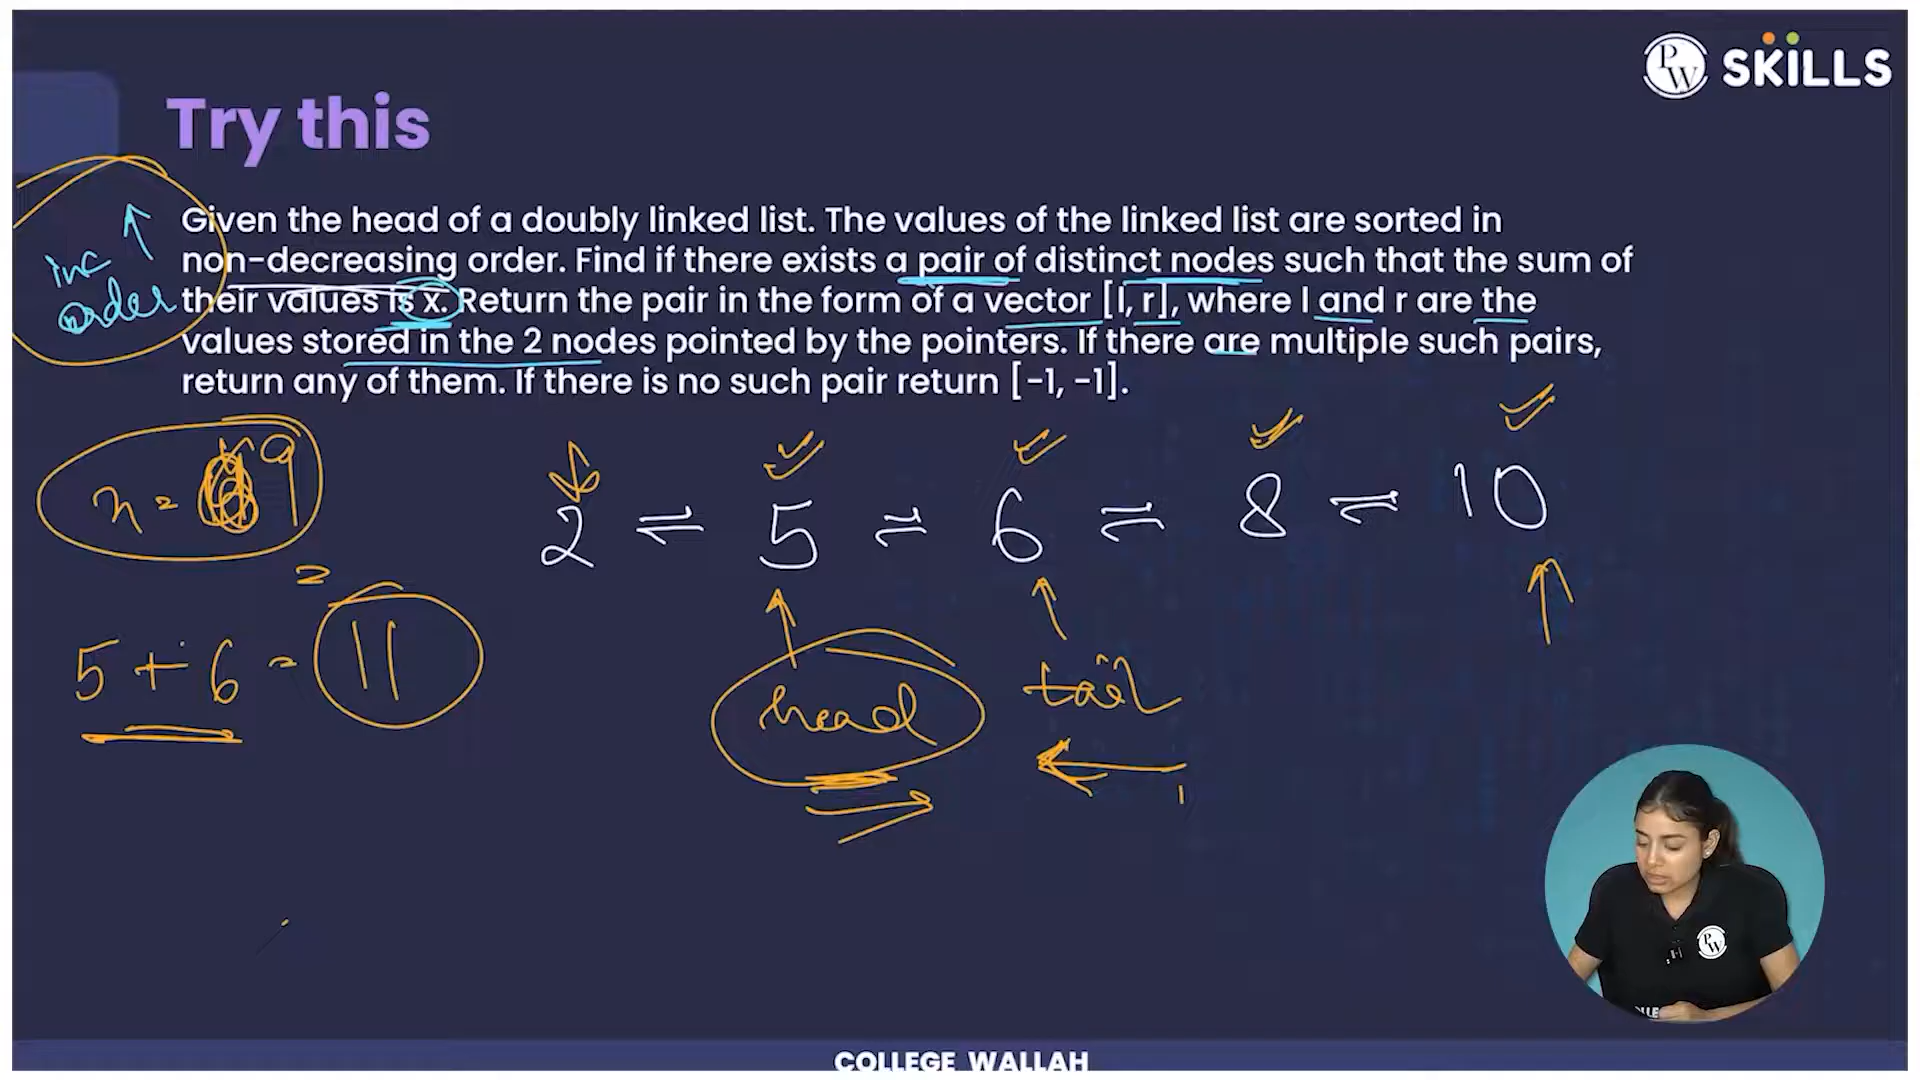 PW SKILLS
Try this
Given the head of a doubly linked list. The values of the linked list are sorted in
non-decreasing order. Find if there exists a pair of distinct nodes such that the sum of
their values is x. Return the pair in the form of a vector [l, r], where l and r are the
values stored in the 2 nodes pointed by the pointers. If there are multiple such pairs,
return any of them. If there is no such pair return [-1, -1].
inc ↑
order
x = 9
2 ⇌ 5 ⇌ 6 ⇌ 8 ⇌ 10
5 + 6 = 11
head tail
PW
COLLEGE WALLAH